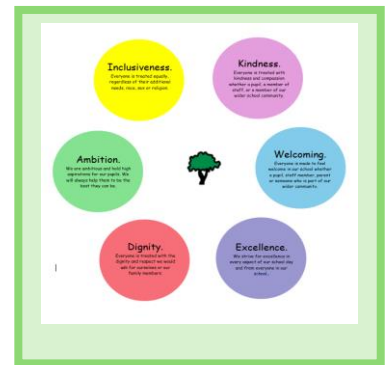 Inclusiveness.
Everyone is treated equally,
regardless of their additional
needs, race, sex or religion.
Kindness.
Everyone is treated with
kindness and compassion
whether a pupil, a member of
staff, or a member of our
wider school community.
Ambition.
We are ambitious and hold high
aspirations for our pupils. We
will always help them to be the
best they can be.
Welcoming.
Everyone is made to feel
welcome in our school whether
a pupil, staff member, parent
or someone who is part of our
wider community.
Dignity.
Everyone is treated with the
dignity and respect we would
ask for ourselves or our
family members.
Excellence.
We strive for excellence in
every aspect of our school day
and from everyone in our
school.